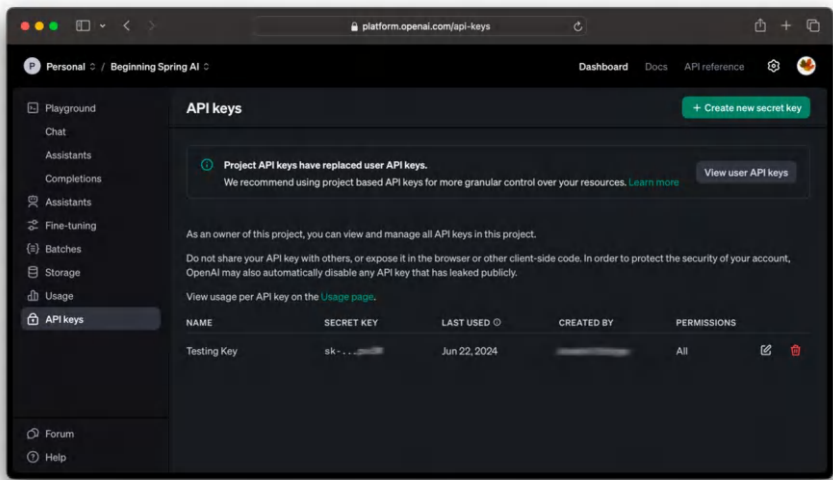 platform.openai.com/api-keys
P Personal / Beginning Spring AI
Dashboard Docs API reference
Playground
Chat
Assistants
Completions
Assistants
Fine-tuning
Batches
Storage
Usage
API keys
Forum
Help
API keys
+ Create new secret key
Project API keys have replaced user API keys.
We recommend using project based API keys for more granular control over your resources. Learn more
View user API keys
As an owner of this project, you can view and manage all API keys in this project.
Do not share your API key with others, or expose it in the browser or other client-side code. In order to protect the security of your account,
OpenAI may also automatically disable any API key that has leaked publicly.
View usage per API key on the Usage page.
NAME SECRET KEY LAST USED CREATED BY PERMISSIONS
Testing Key sk-... Jun 22, 2024 All